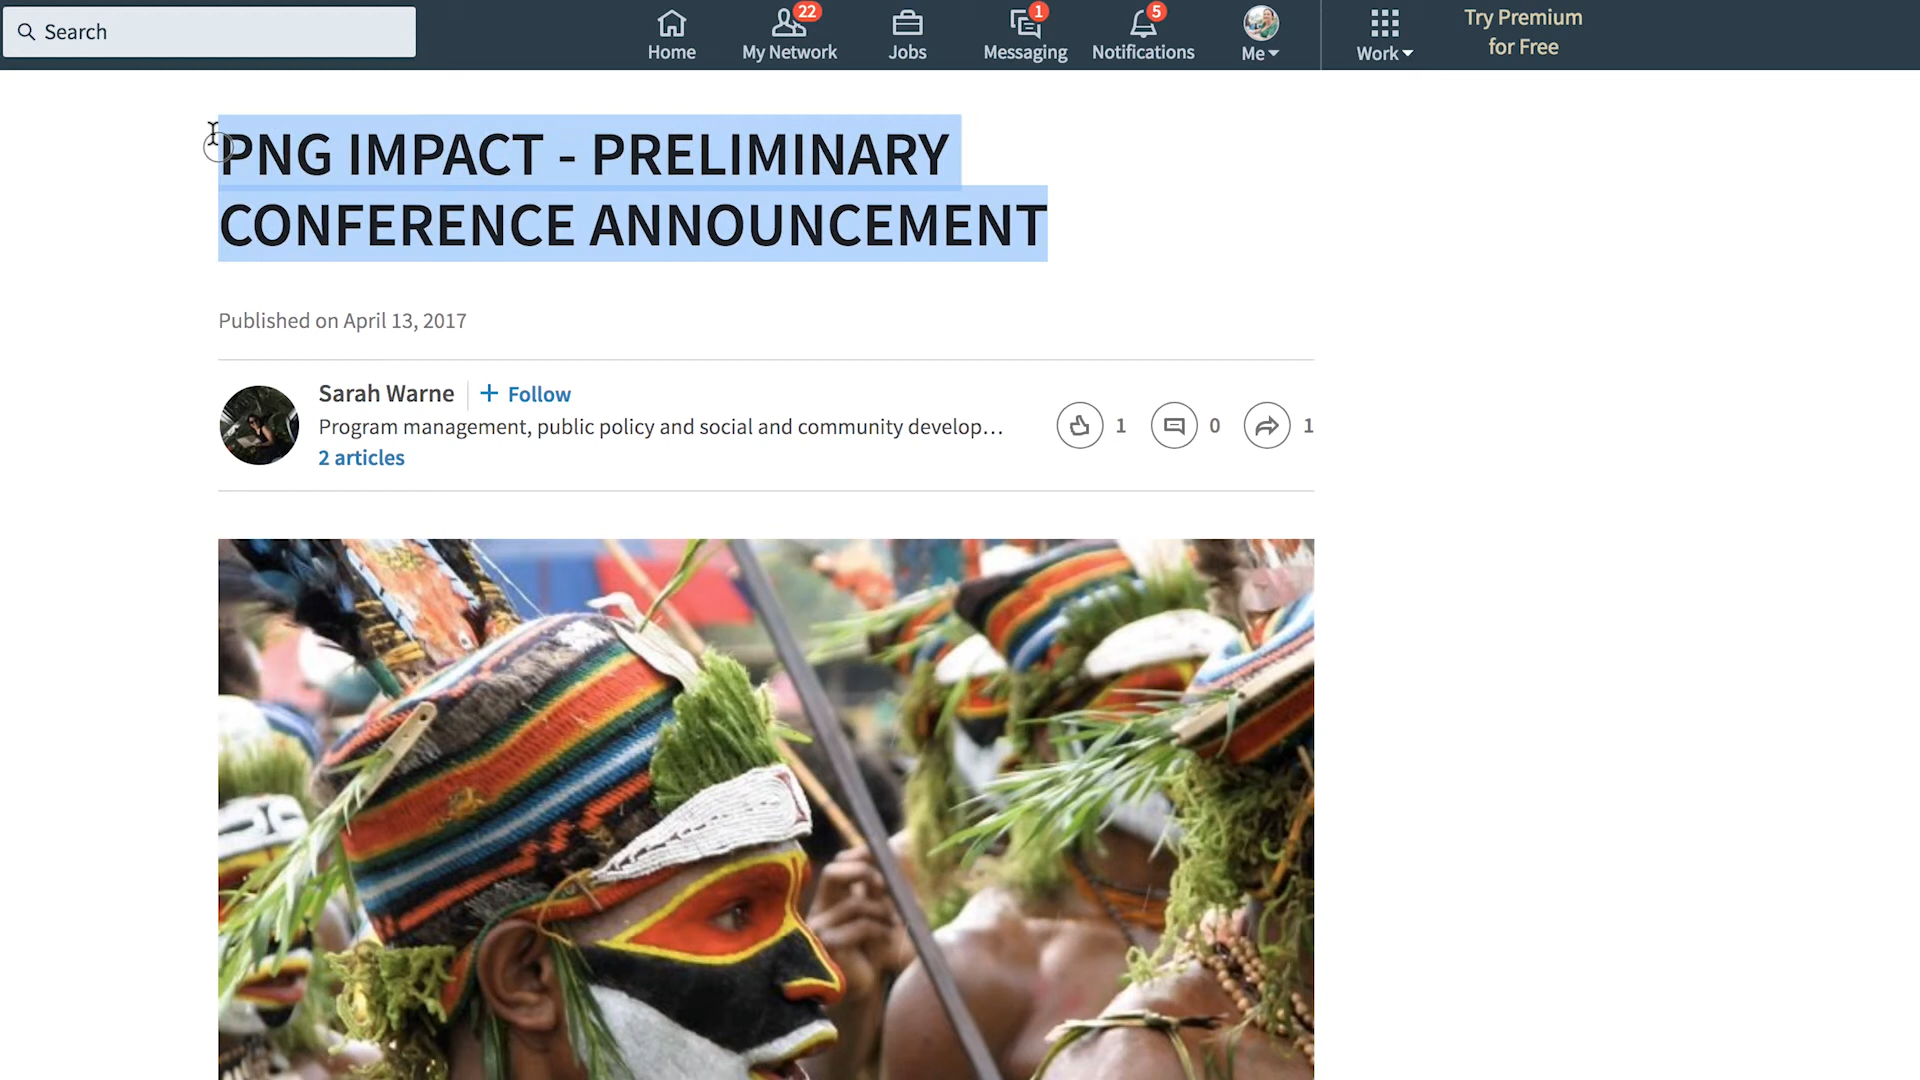 Search
Home
22
My Network
Jobs
1
Messaging
5
Notifications
Me
Work
Try Premium
for Free
PNG IMPACT - PRELIMINARY
CONFERENCE ANNOUNCEMENT
Published on April 13, 2017
Sarah Warne
+ Follow
Program management, public policy and social and community develop...
2 articles
1
0
1